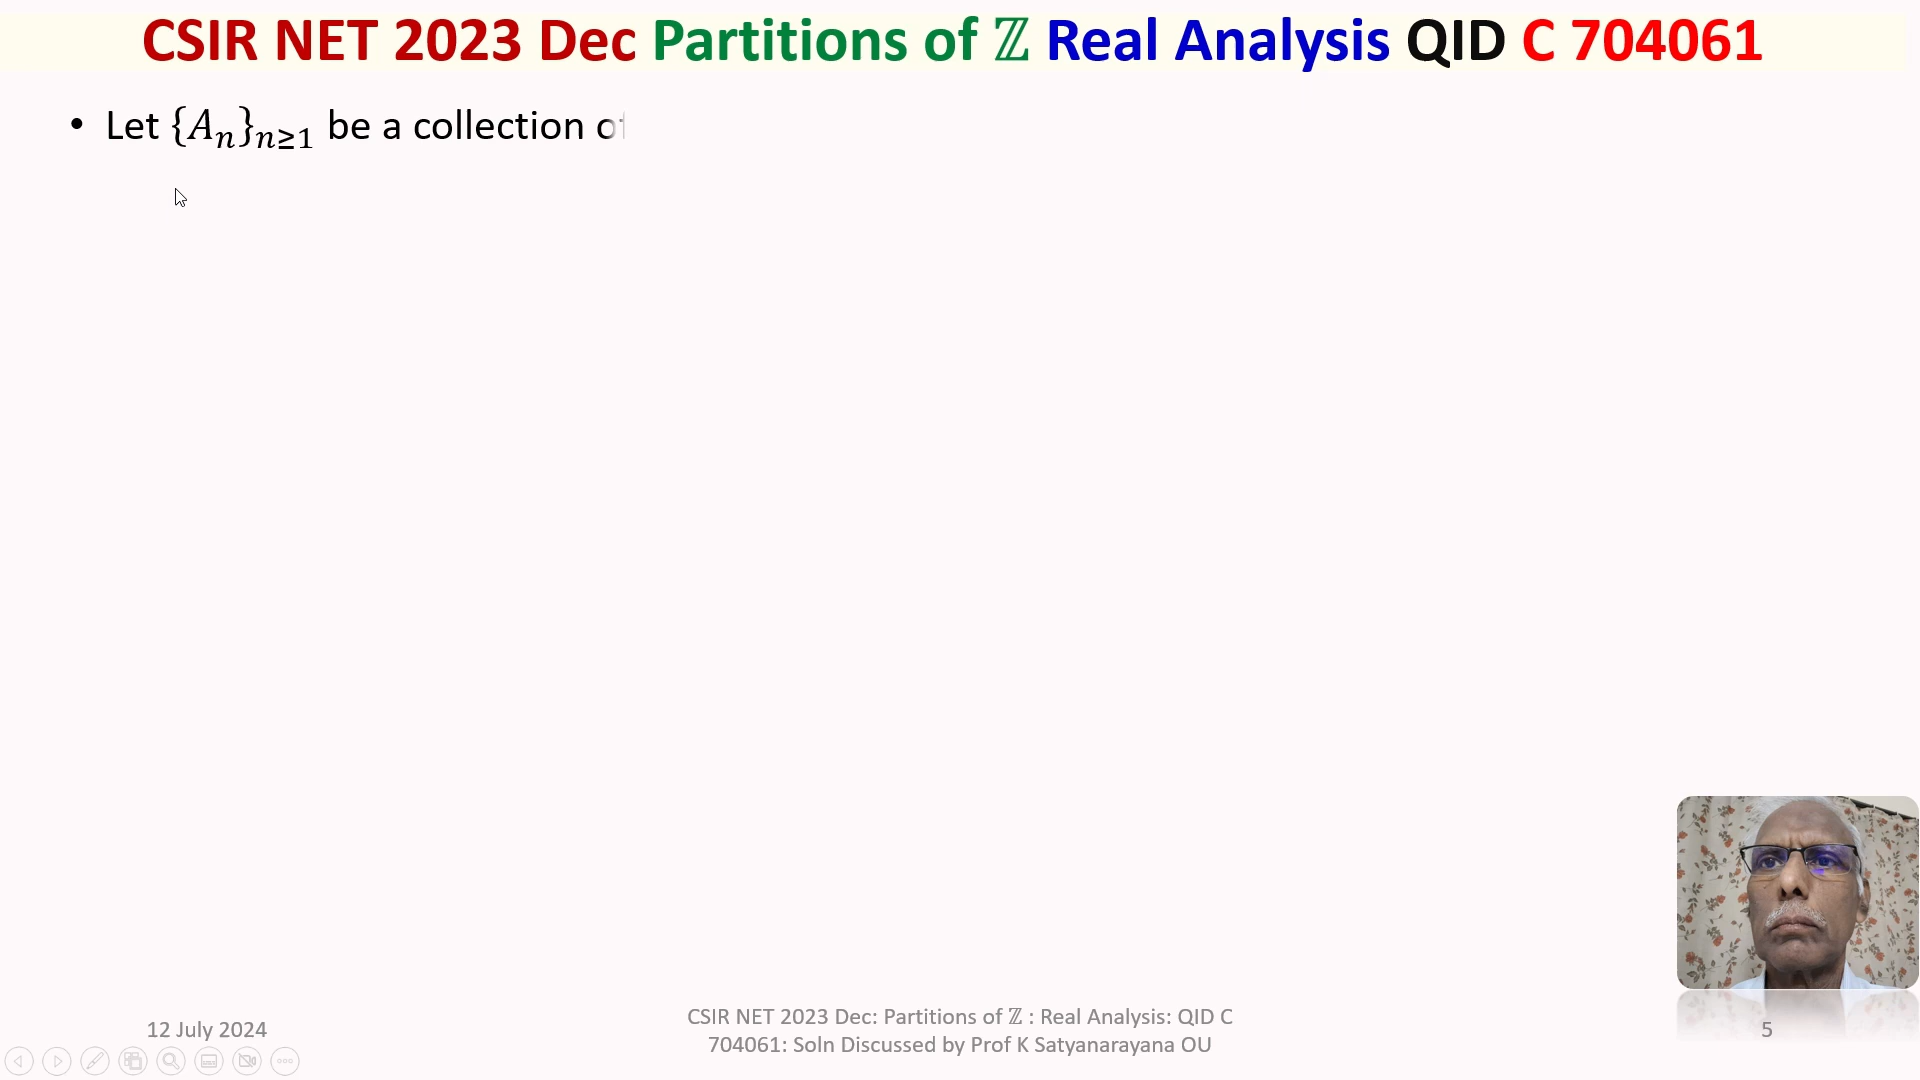 CSIR NET 2023 Dec Partitions of ℤ Real Analysis QID C 704061
• Let {𝐴ₙ}ₙ≥₁ be a collection of
12 July 2024
CSIR NET 2023 Dec: Partitions of ℤ : Real Analysis: QID C
704061: Soln Discussed by Prof K Satyanarayana OU
5